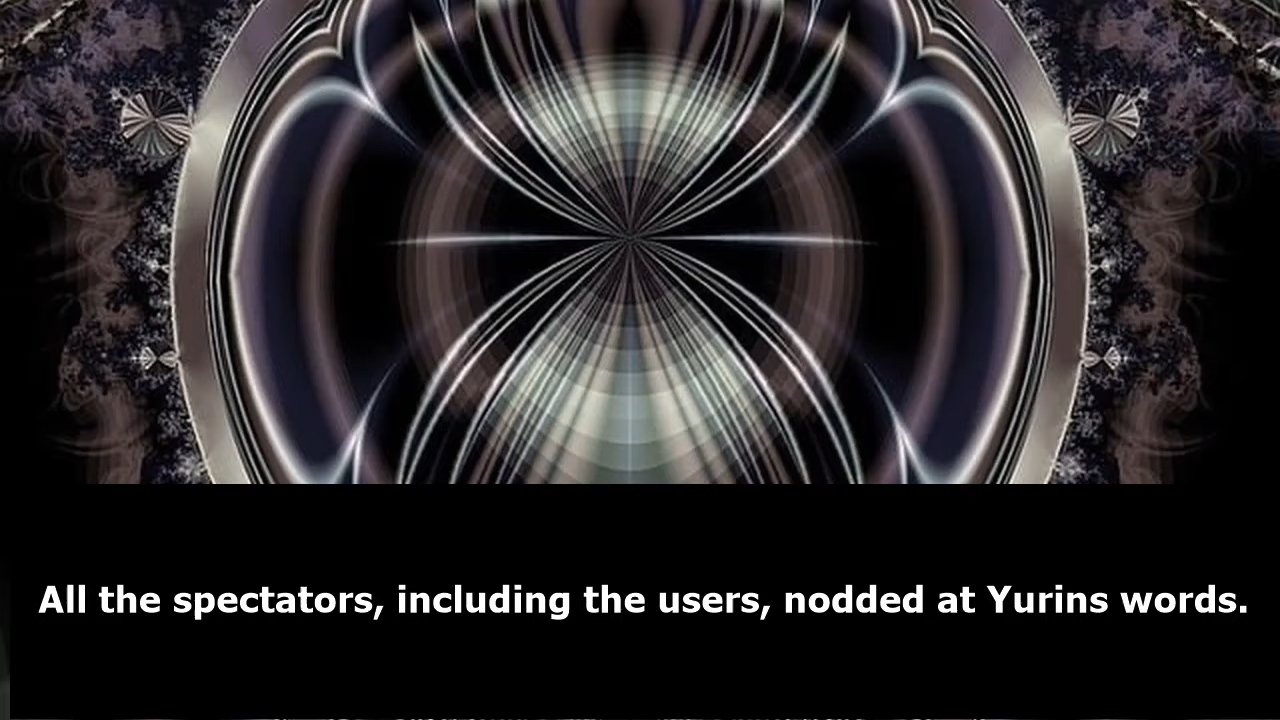 All the spectators, including the users, nodded at Yurins words.